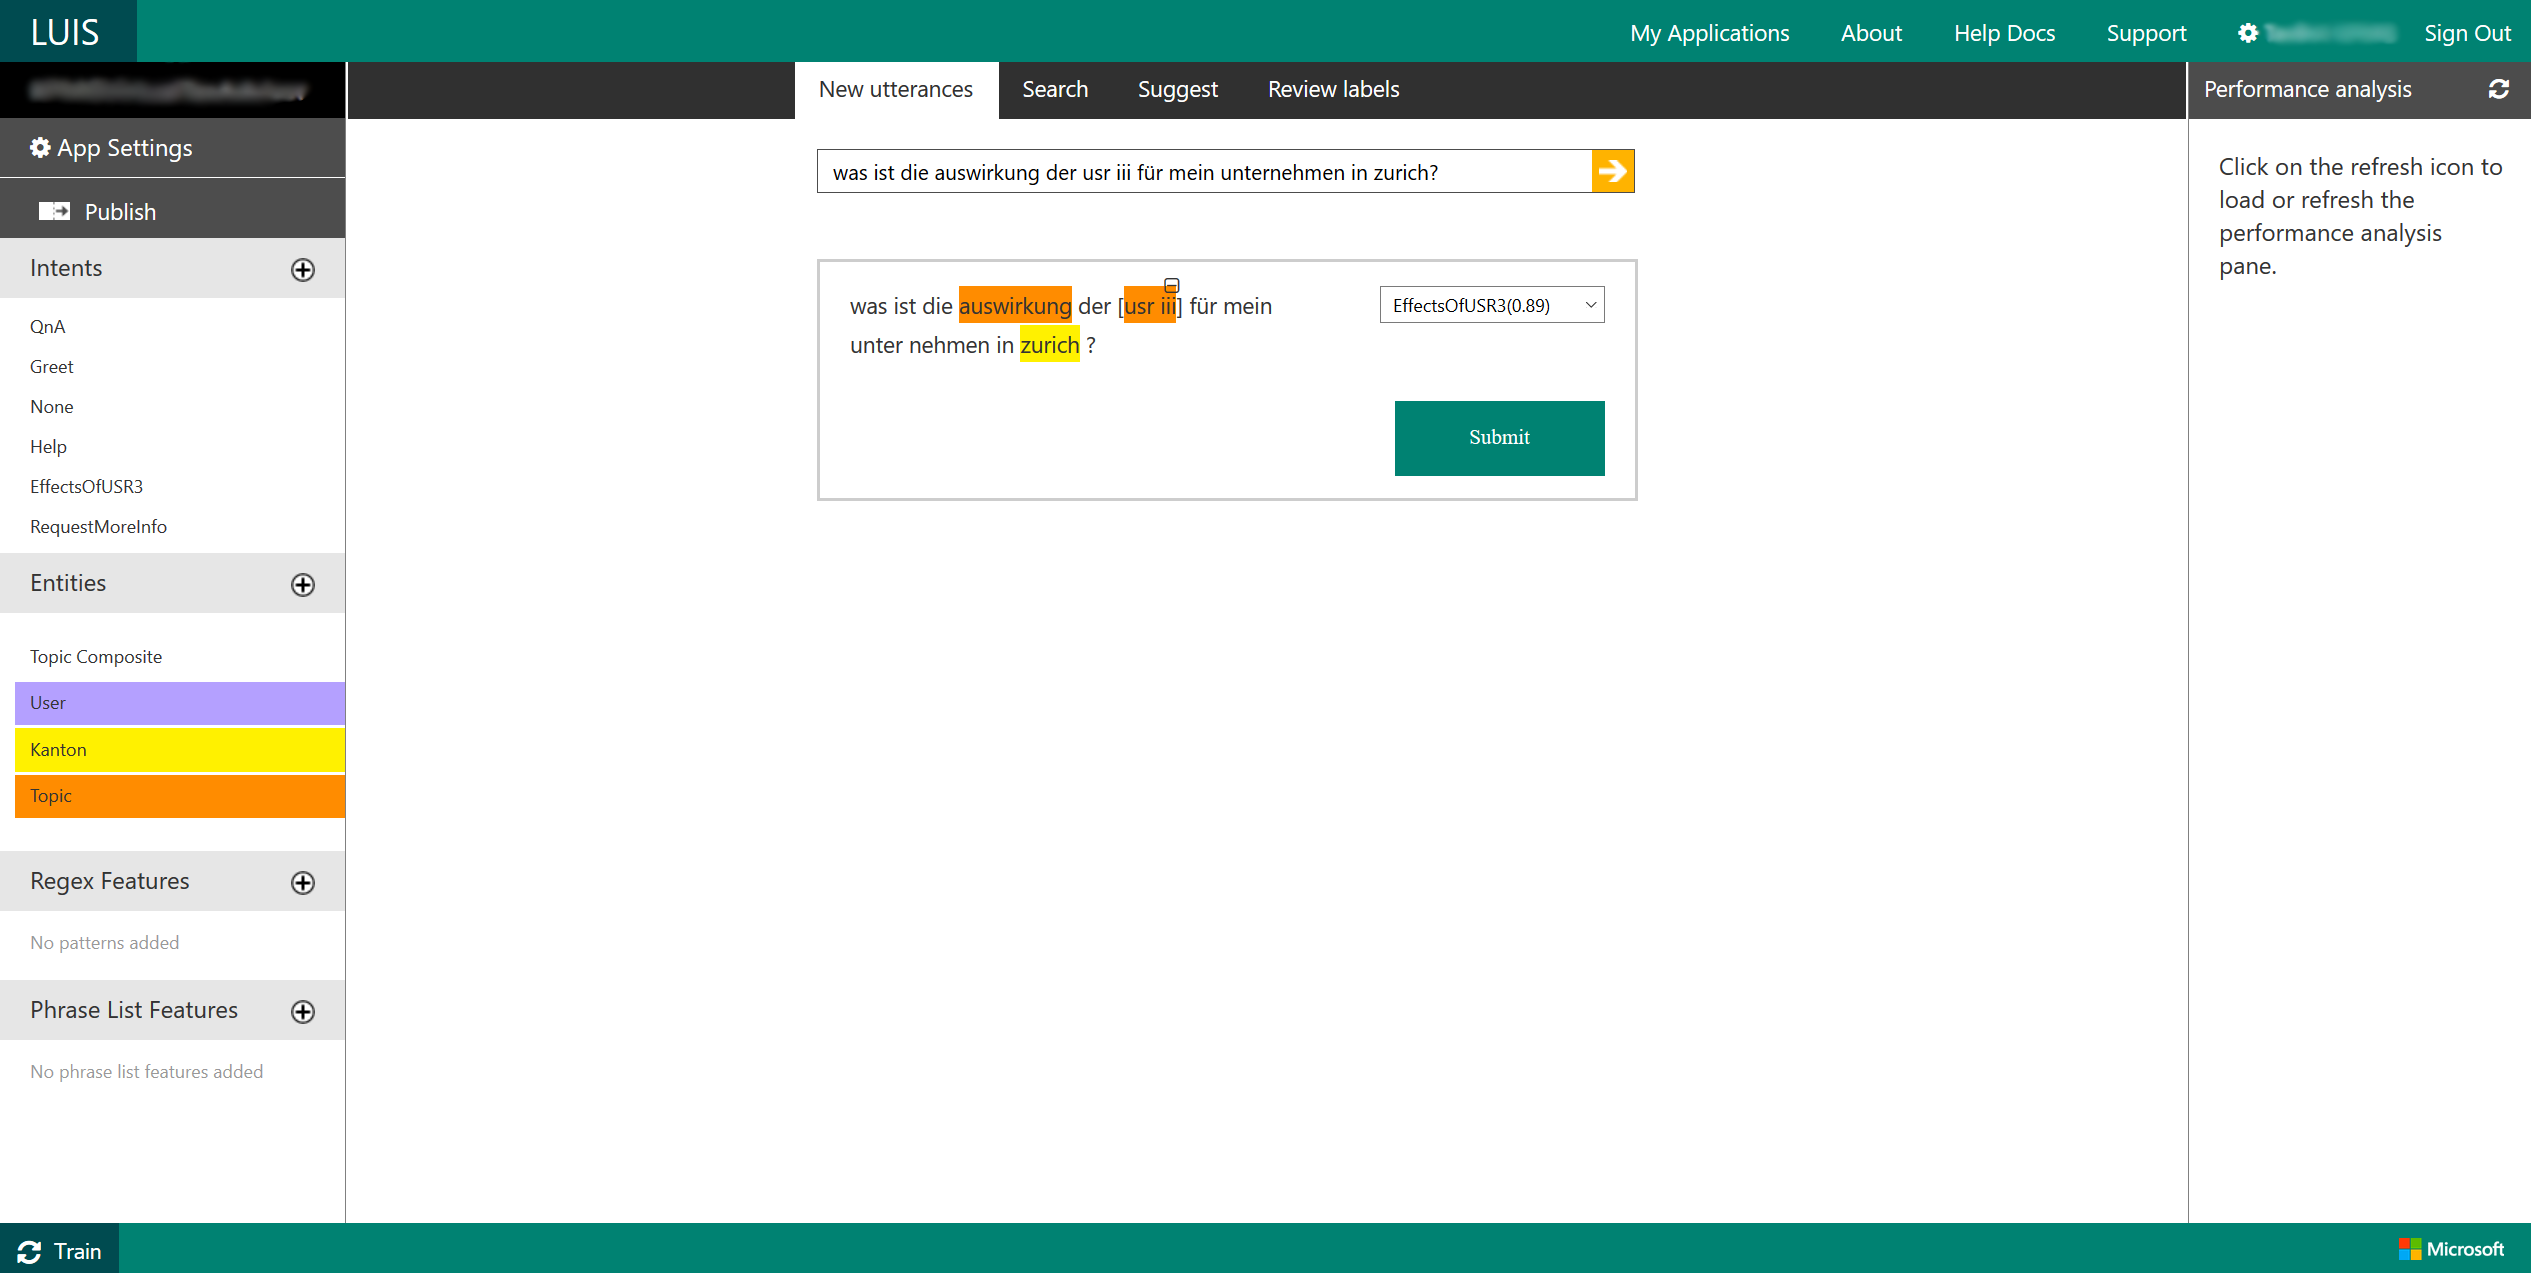 LUIS
My Applications
About
Help Docs
Support
Sign Out
App Settings
Publish
Intents
QnA
Greet
None
Help
EffectsOfUSR3
RequestMoreInfo
Entities
Topic Composite
User
Kanton
Topic
Regex Features
No patterns added
Phrase List Features
No phrase list features added
New utterances
Search
Suggest
Review labels
was ist die auswirkung der usr iii für mein unternehmen in zurich?
was ist die auswirkung der [usr iii] für mein
unter nehmen in zurich ?
EffectsOfUSR3(0.89)
Submit
Performance analysis
Click on the refresh icon to
load or refresh the
performance analysis
pane.
Train
Microsoft